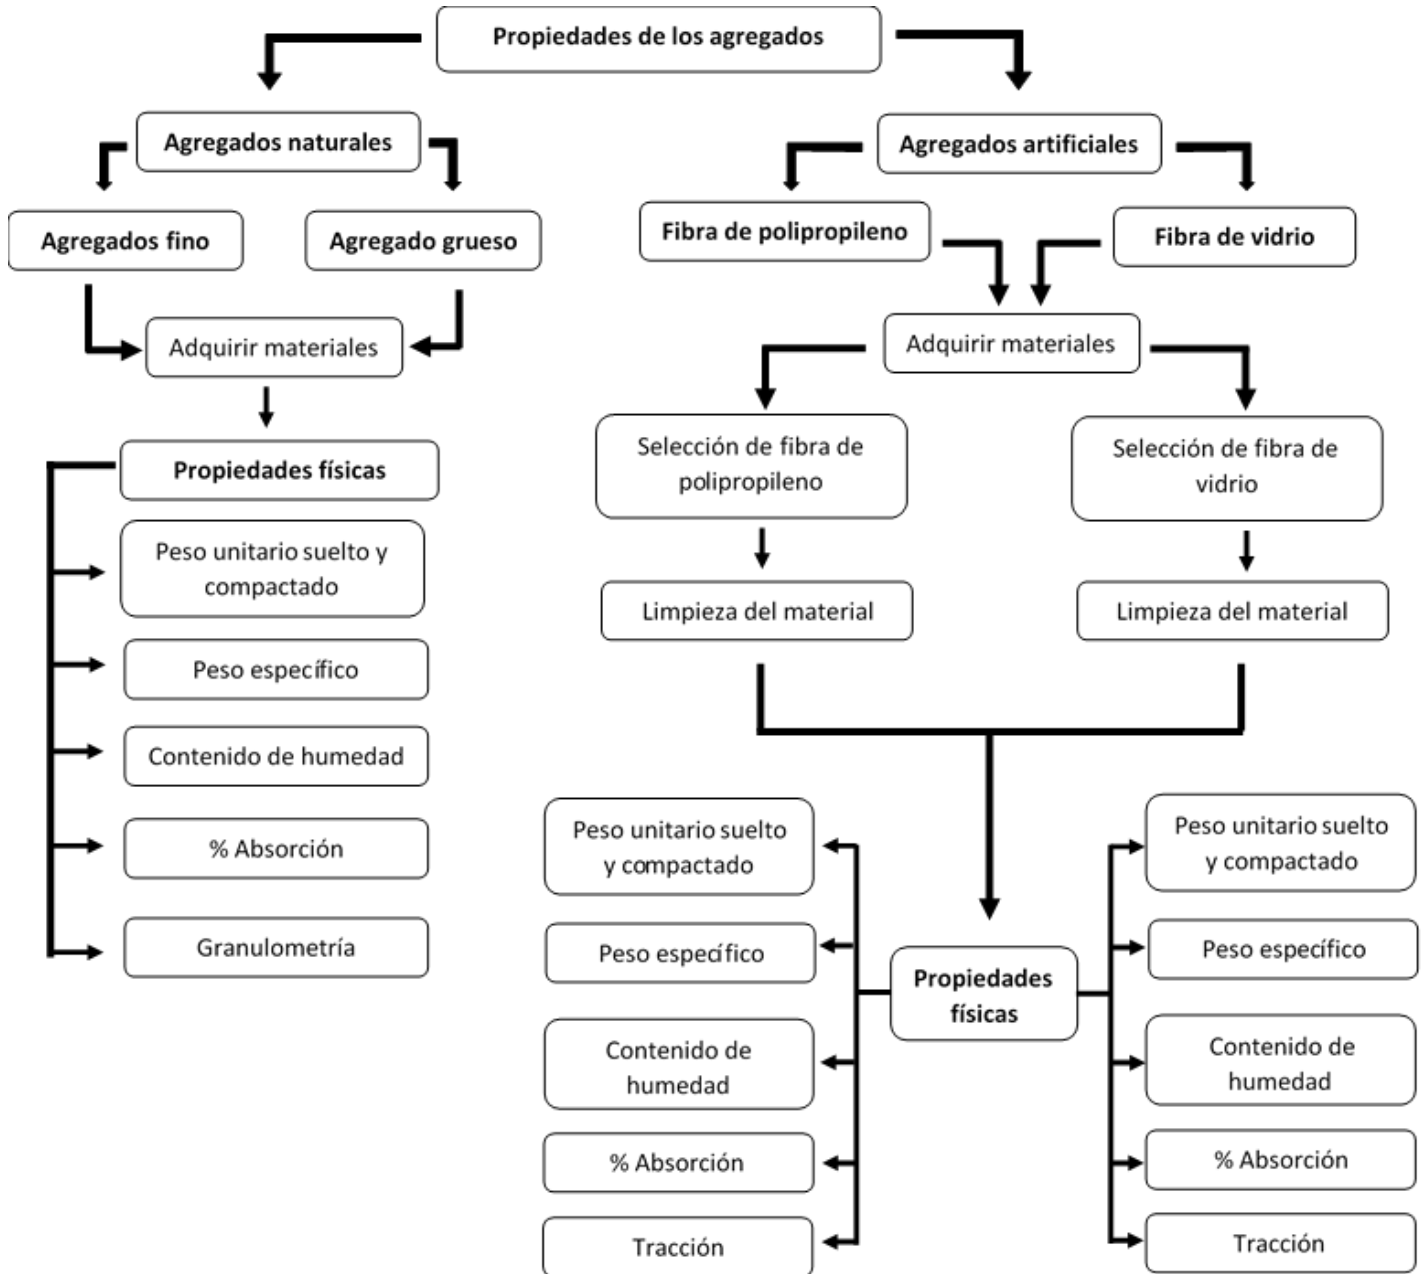 Propiedades de los agregados
Agregados naturales
Agregados artificiales
Agregados fino
Agregado grueso
Fibra de polipropileno
Fibra de vidrio
Adquirir materiales
Adquirir materiales
Propiedades físicas
Peso unitario suelto y
compactado
Peso específico
Contenido de humedad
% Absorción
Granulometría
Selección de fibra de
polipropileno
Selección de fibra de
vidrio
Limpieza del material
Limpieza del material
Propiedades
físicas
Peso unitario suelto
y compactado
Peso específico
Contenido de
humedad
% Absorción
Tracción
Peso unitario suelto
y compactado
Peso específico
Contenido de
humedad
% Absorción
Tracción